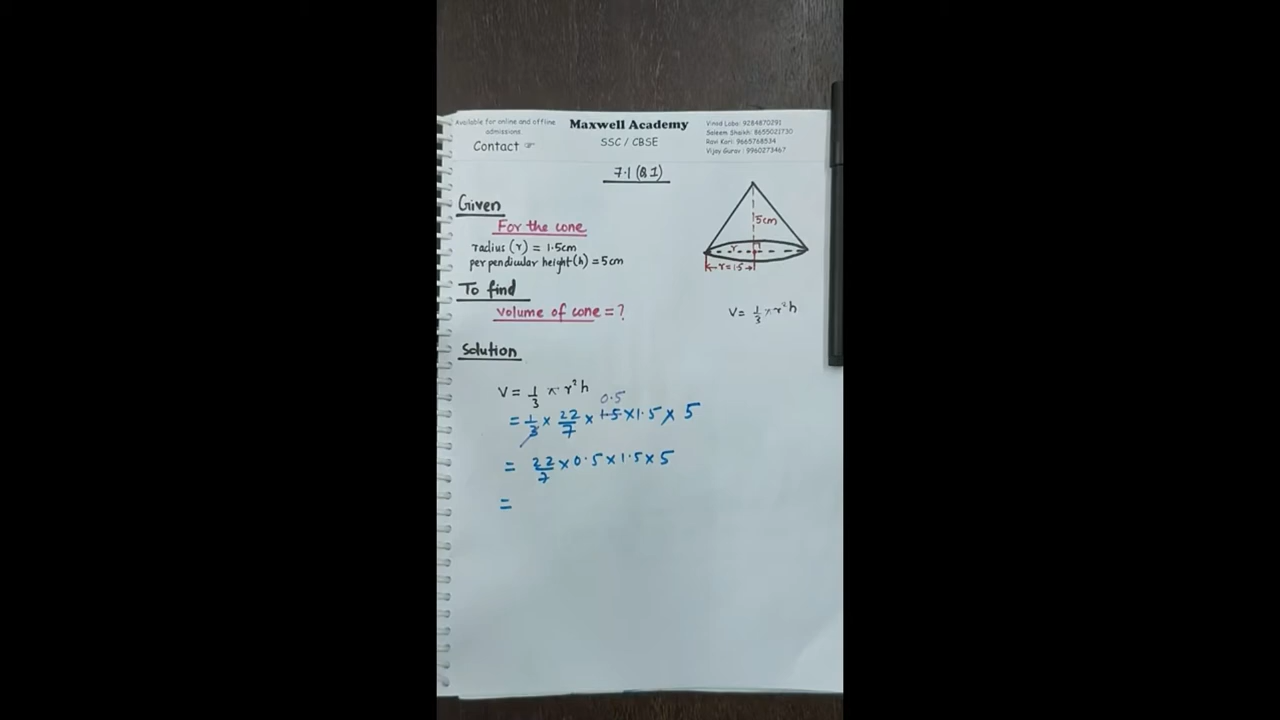 Available for online and offline
admissions.
Contact ☞
Maxwell Academy
SSC / CBSE
Vinod Lobo: 9284870291
Saleem Shaikh: 8655021730
Ravi Kori: 9665768534
Vijay Gurav : 9960273467
7.1 (Q1)
Given
For the cone
radius (r) = 1.5cm
perpendicular height (h) = 5cm
5cm
r
r = 1.5
To find
volume of cone = ?
V = 1/3 πr²h
Solution
V = 1/3 πr²h
0.5
= 1/3 × 22/7 × 1.5 × 1.5 × 5
= 22/7 × 0.5 × 1.5 × 5
=